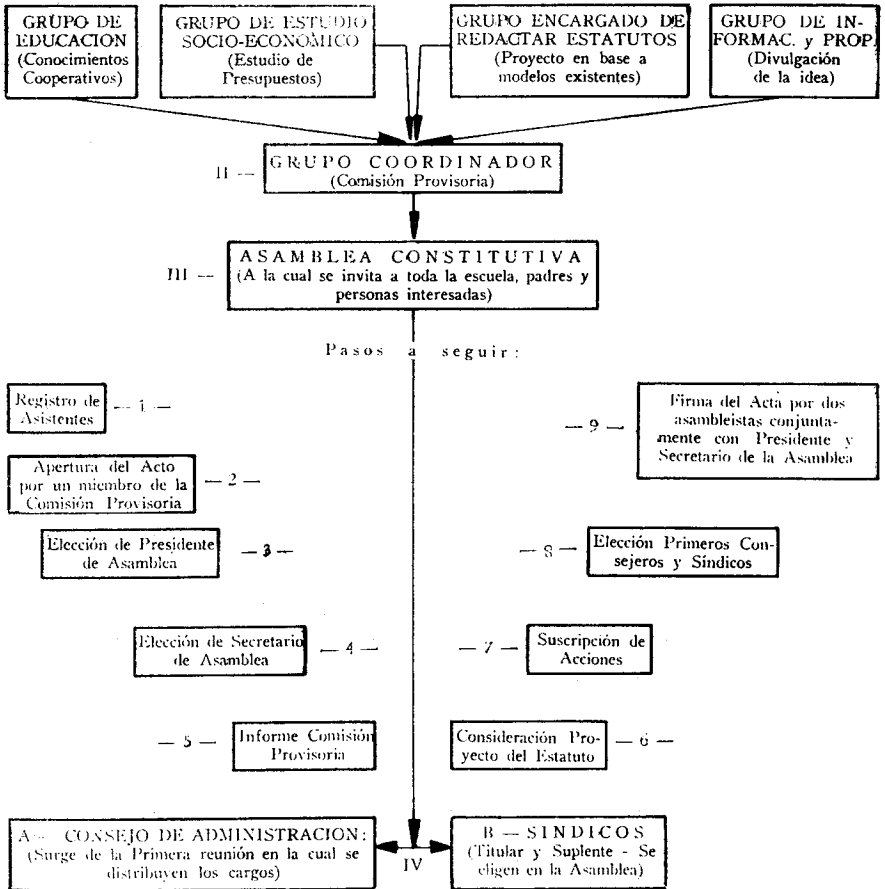 GRUPO DE
EDUCACION
(Conocimientos
Cooperativos)
GRUPO DE ESTUDIO
SOCIO-ECONOMICO
(Estudio de
Presupuestos)
GRUPO ENCARGADO DE
REDACTAR ESTATUTOS
(Proyecto en base a
modelos existentes)
GRUPO DE IN-
FORMAC. y PROP.
(Divulgación
de la idea)
II —
GRUPO COORDINADOR
(Comisión Provisoria)
III —
ASAMBLEA CONSTITUTIVA
(A la cual se invita a toda la escuela, padres y
personas interesadas)
Pasos a seguir:
Registro de
Asistentes
— 1 —
Apertura del Acto
por un miembro de la
Comisión Provisoria
— 2 —
Elección de Presidente
de Asamblea
— 3 —
Elección de Secretario
de Asamblea
— 4 —
— 5 —
Informe Comisión
Provisoria
Consideración Pro-
yecto del Estatuto
— 6 —
— 7 —
Suscripción de
Acciones
— 8 —
Elección Primeros Con-
sejeros y Síndicos
— 9 —
Firma del Acta por dos
asambleistas conjunta-
mente con Presidente y
Secretario de la Asamblea
A — CONSEJO DE ADMINISTRACION:
(Surge de la Primera reunión en la cual se
distribuyen los cargos)
IV
B — SINDICOS
(Titular y Suplente - Se
eligen en la Asamblea)